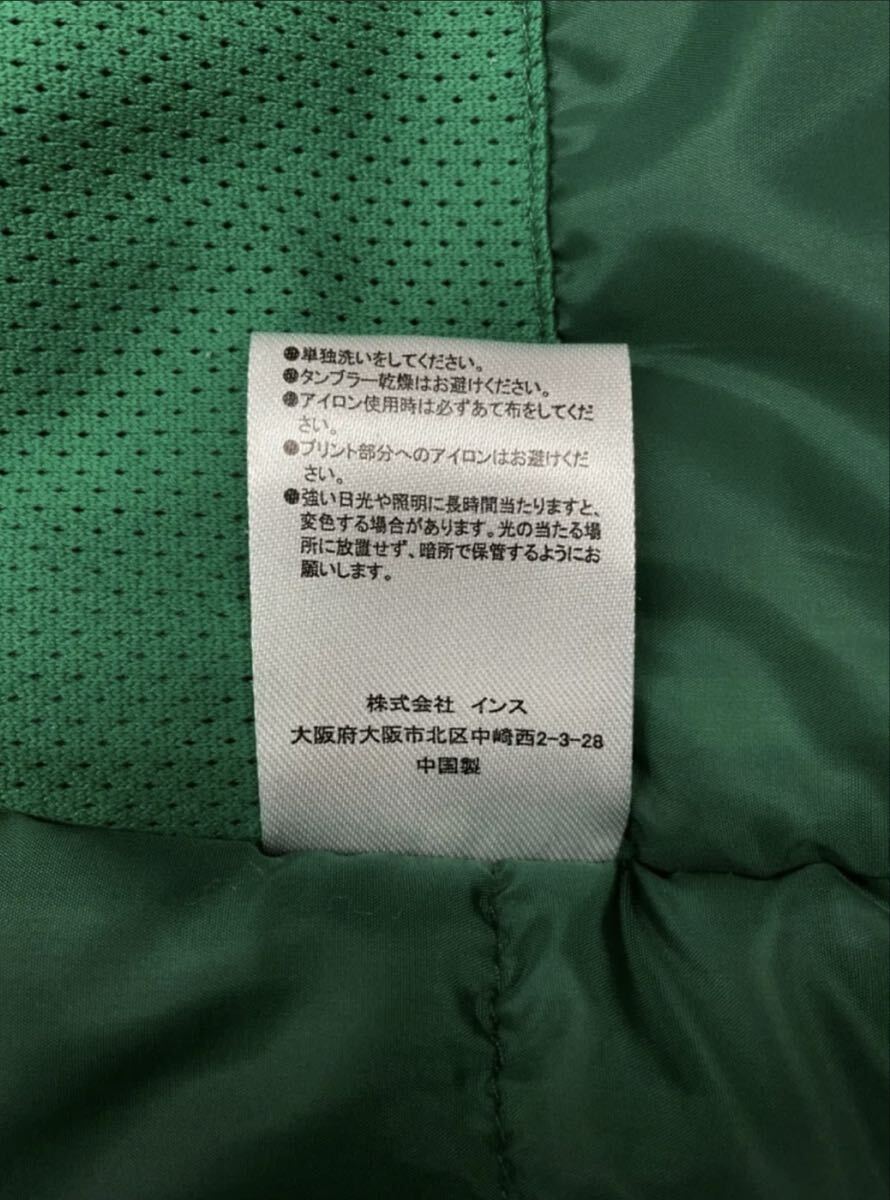 ●単独洗いをしてください。
●タンブラー乾燥はお避けください。
●アイロン使用時は必ずあて布をしてくだ
さい。
●プリント部分へのアイロンはお避けくだ
さい。
●強い日光や照明に長時間当たりますと、
変色する場合があります。光の当たる場
所に放置せず、暗所で保管するようにお
願いします。
株式会社 インス
大阪府大阪市北区中崎西2-3-28
中国製